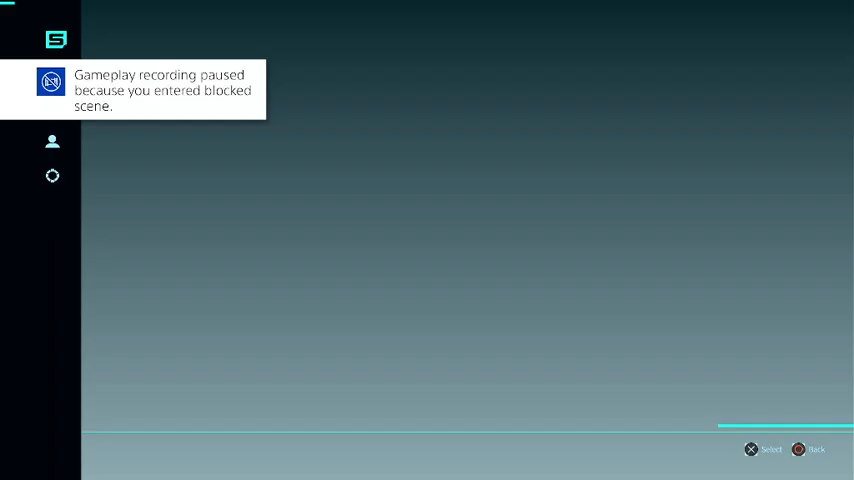 Gameplay recording paused
because you entered blocked
scene.
Select Back